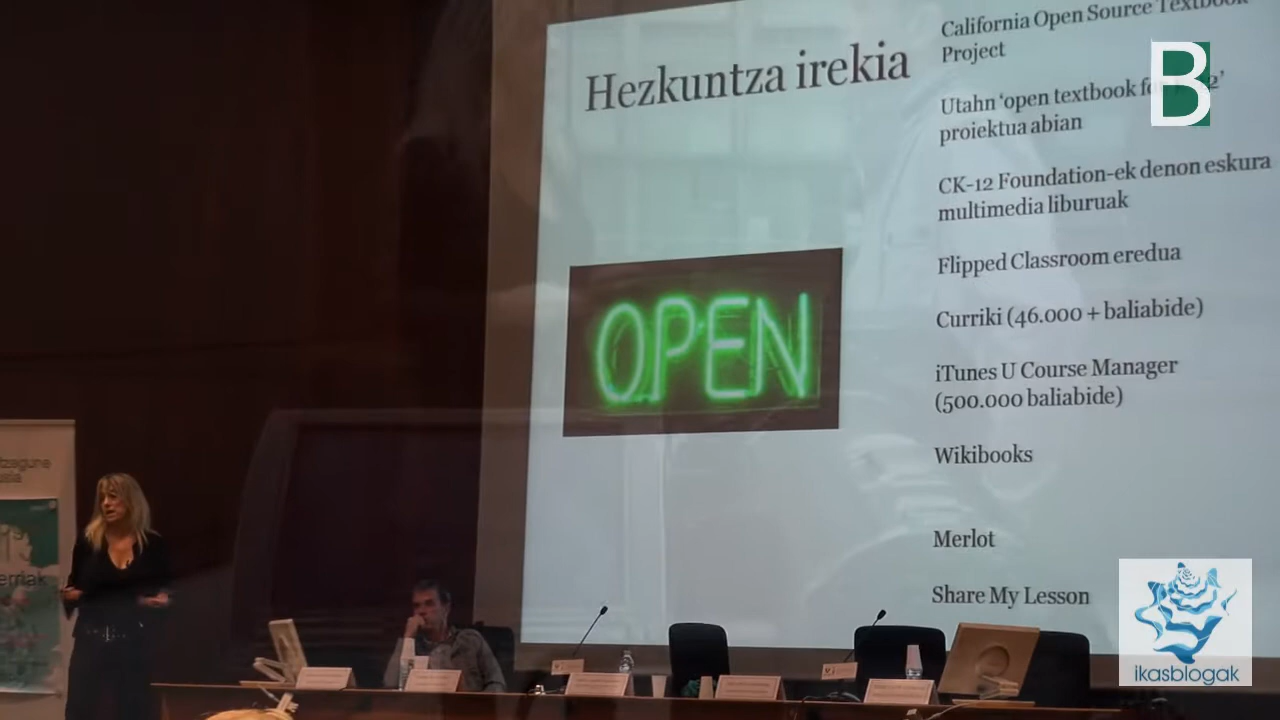 Hezkuntza irekia
OPEN
California Open Source Textbook
Project
Utahn ‘open textbook
proiektua abian
CK-12 Foundation-ek denon eskura
multimedia liburuak
Flipped Classroom eredua
Curriki (46.000 + baliabide)
iTunes U Course Manager
(500.000 baliabide)
Wikibooks
Merlot
Share My Lesson
B
ikasblogak